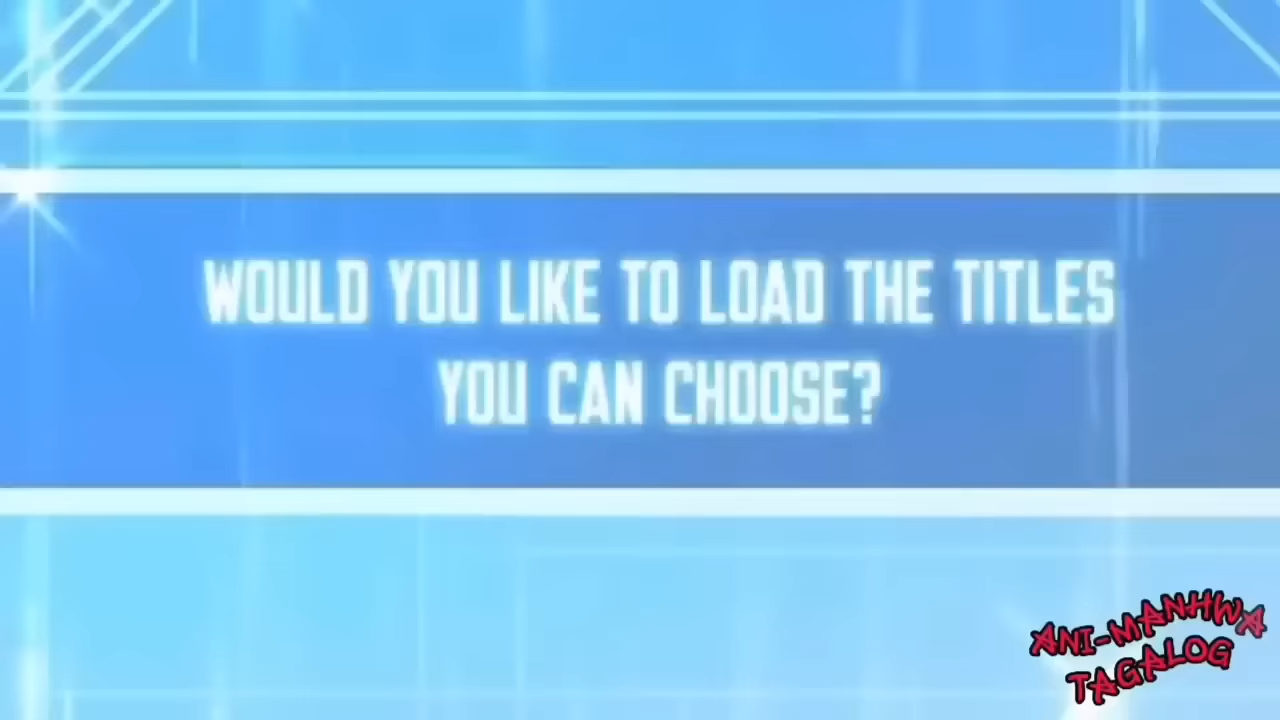 WOULD YOU LIKE TO LOAD THE TITLES
YOU CAN CHOOSE?
ANI-MANHWA
TAGALOG